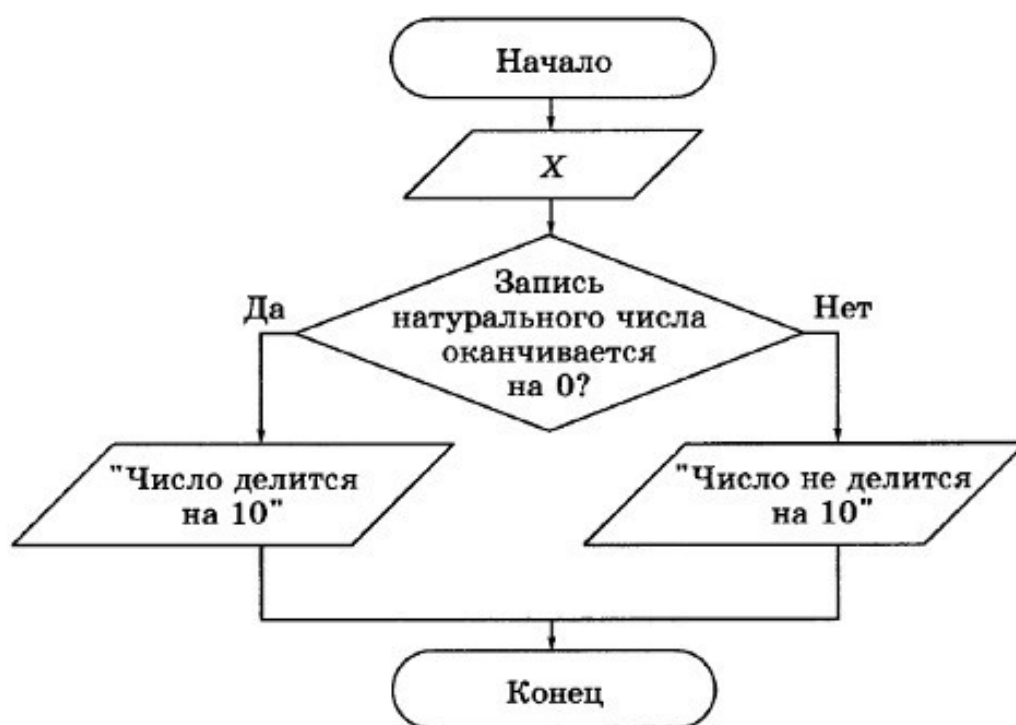 Начало
X
Запись
натурального числа
оканчивается
на 0?
Да
Нет
"Число делится
на 10"
"Число не делится
на 10"
Конец